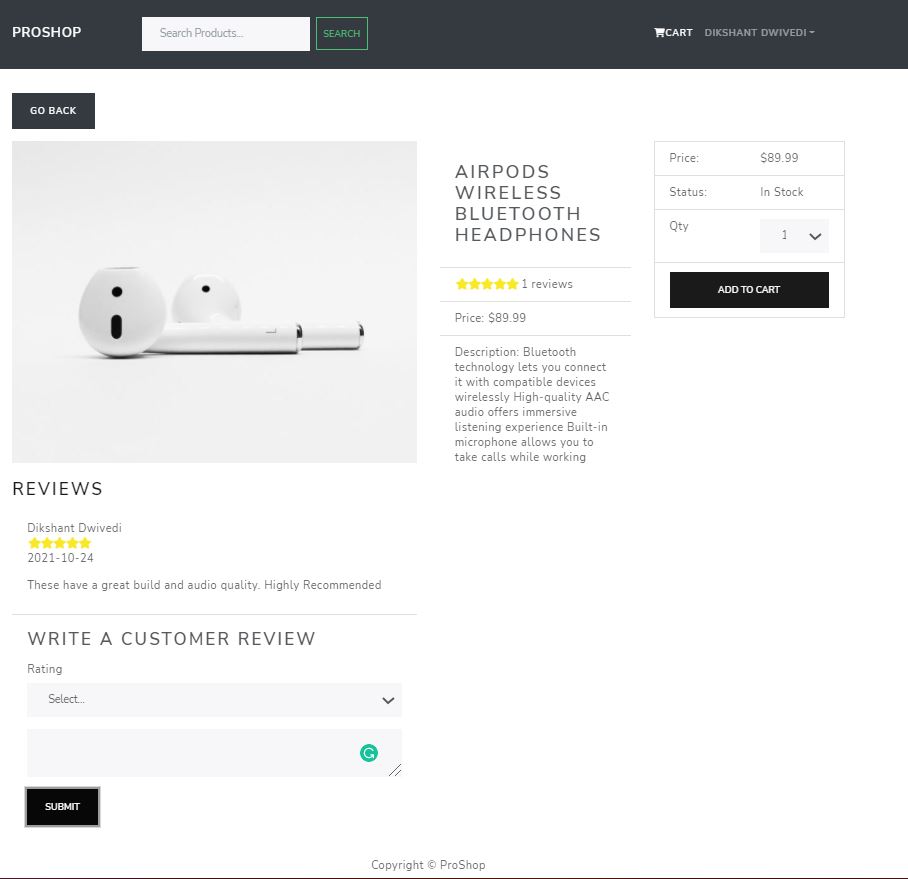 PROSHOP
Search Products...
SEARCH
CART
DIKSHANT DWIVEDI
GO BACK
AIRPODS
WIRELESS
BLUETOOTH
HEADPHONES
1 reviews
Price: $89.99
Description: Bluetooth
technology lets you connect
it with compatible devices
wirelessly High-quality AAC
audio offers immersive
listening experience Built-in
microphone allows you to
take calls while working
Price: $89.99
Status: In Stock
Qty 1
ADD TO CART
REVIEWS
Dikshant Dwivedi
2021-10-24
These have a great build and audio quality. Highly Recommended
WRITE A CUSTOMER REVIEW
Rating
Select...
SUBMIT
Copyright © ProShop